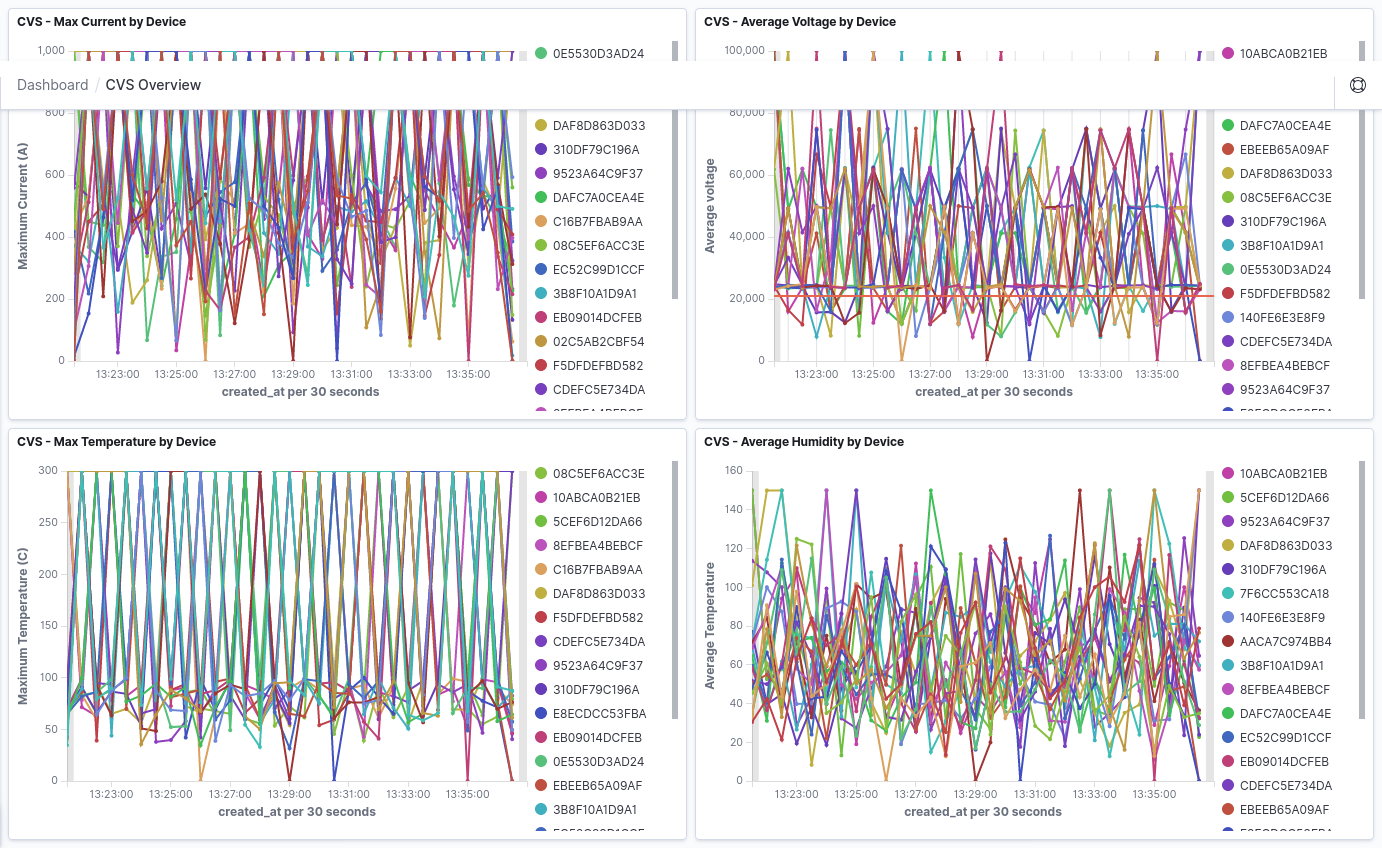 CVS - Max Current by Device
1,000
0E5530D3AD24
CVS - Average Voltage by Device
100,000
10ABCA0B21EB
Dashboard / CVS Overview
Maximum Current (A)
800
600
400
200
0
13:23:00
13:25:00
13:27:00
13:29:00
13:31:00
13:33:00
13:35:00
created_at per 30 seconds
DAF8D863D033
310DF79C196A
9523A64C9F37
DAFC7A0CEA4E
C16B7FBAB9AA
08C5EF6ACC3E
EC52C99D1CCF
3B8F10A1D9A1
EB09014DCFEB
02C5AB2CBF54
F5DFDEFBD582
CDEFC5E734DA
Average voltage
80,000
60,000
40,000
20,000
0
13:23:00
13:25:00
13:27:00
13:29:00
13:31:00
13:33:00
13:35:00
created_at per 30 seconds
DAFC7A0CEA4E
EBEEB65A09AF
DAF8D863D033
08C5EF6ACC3E
310DF79C196A
3B8F10A1D9A1
0E5530D3AD24
F5DFDEFBD582
140FE6E3E8F9
CDEFC5E734DA
8EFBEA4BEBCF
9523A64C9F37
CVS - Max Temperature by Device
Maximum Temperature (C)
300
250
200
150
100
50
0
13:23:00
13:25:00
13:27:00
13:29:00
13:31:00
13:33:00
13:35:00
created_at per 30 seconds
08C5EF6ACC3E
10ABCA0B21EB
5CEF6D12DA66
8EFBEA4BEBCF
C16B7FBAB9AA
DAF8D863D033
F5DFDEFBD582
CDEFC5E734DA
9523A64C9F37
310DF79C196A
E8ECDCC53FBA
EB09014DCFEB
0E5530D3AD24
EBEEB65A09AF
3B8F10A1D9A1
CVS - Average Humidity by Device
Average Temperature
160
140
120
100
80
60
40
20
0
13:23:00
13:25:00
13:27:00
13:29:00
13:31:00
13:33:00
13:35:00
created_at per 30 seconds
10ABCA0B21EB
5CEF6D12DA66
9523A64C9F37
DAF8D863D033
310DF79C196A
7F6CC553CA18
140FE6E3E8F9
AACA7C974BB4
3B8F10A1D9A1
8EFBEA4BEBCF
DAFC7A0CEA4E
EC52C99D1CCF
EB09014DCFEB
CDEFC5E734DA
EBEEB65A09AF